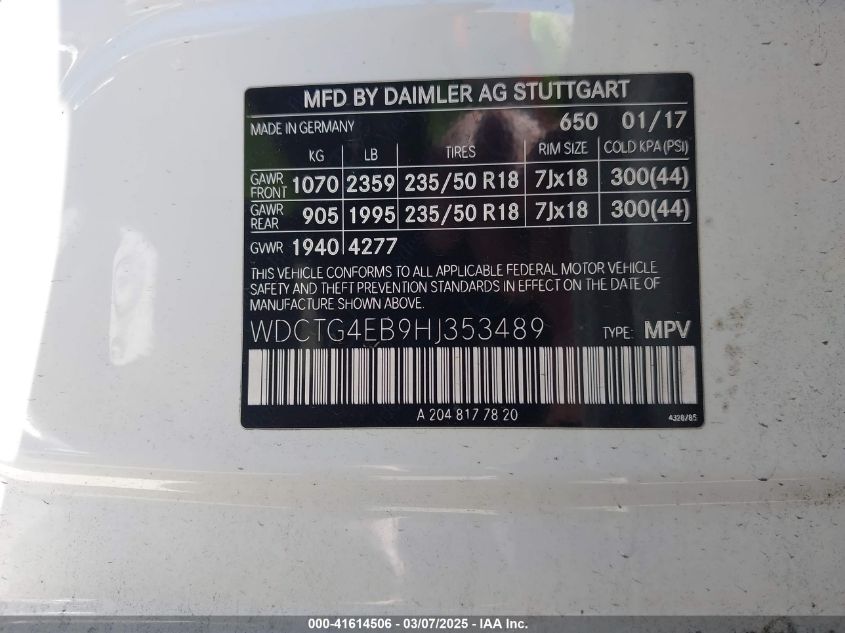 MFD BY DAIMLER AG STUTTGART
MADE IN GERMANY 650 01/17
KG LB TIRES RIM SIZE COLD KPA (PSI)
GAWR FRONT 1070 2359 235/50 R18 7Jx18 300(44)
GAWR REAR 905 1995 235/50 R18 7Jx18 300(44)
GVWR 1940 4277
THIS VEHICLE CONFORMS TO ALL APPLICABLE FEDERAL MOTOR VEHICLE
SAFETY AND THEFT PREVENTION STANDARDS IN EFFECT ON THE DATE OF
MANUFACTURE SHOWN ABOVE.
WDCTG4EB9HJ353489 TYPE: MPV
A 204 817 78 20
000-41614506 - 03/07/2025 - IAA Inc.